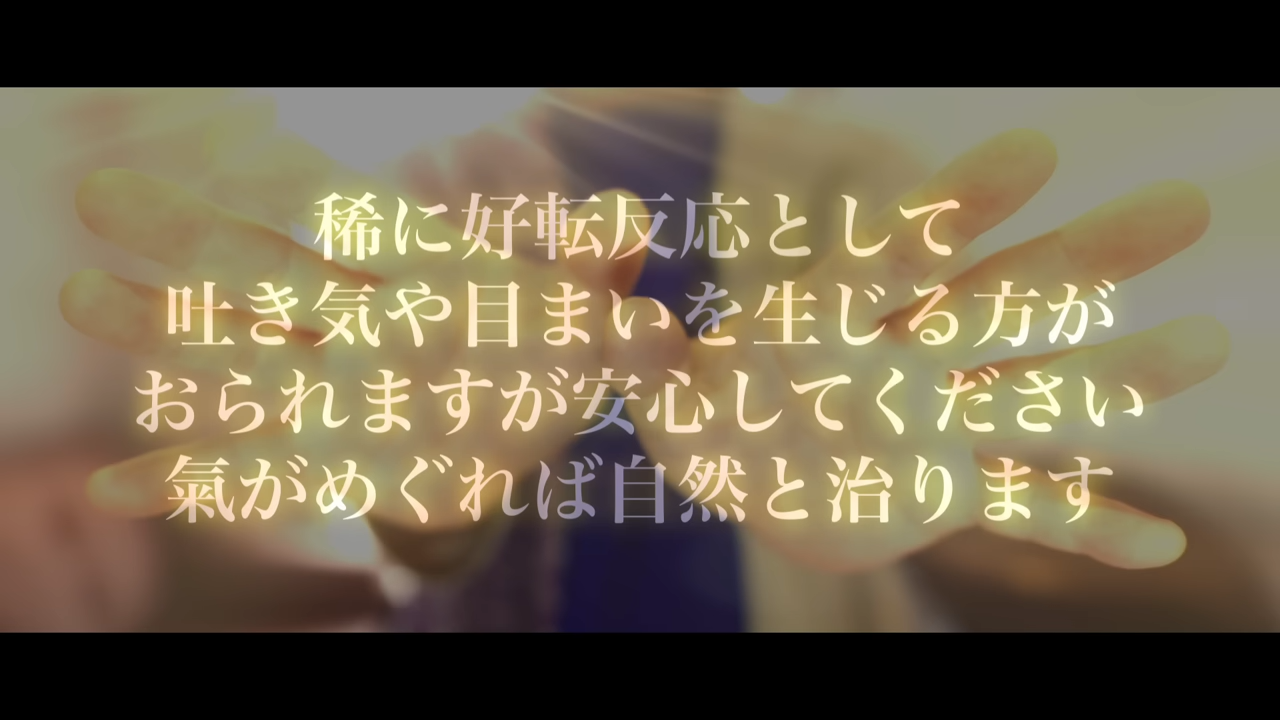 稀に好転反応として
吐き気や目まいを生じる方が
おられますが安心してください
氣がめぐれば自然と治ります